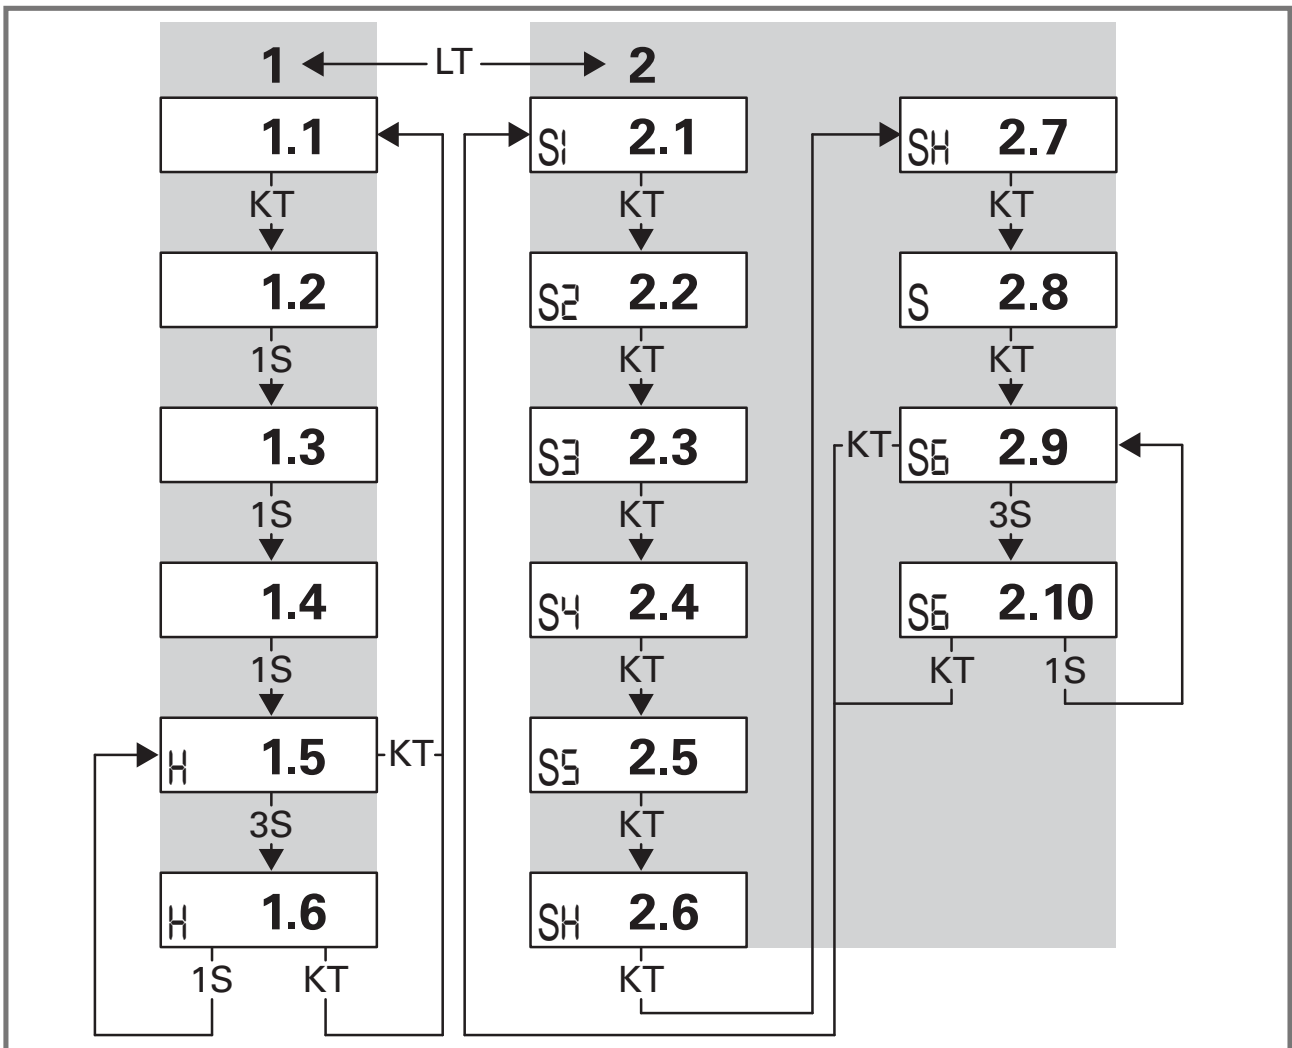 1 LT 2
1.1
KT
1.2
1S
1.3
1S
1.4
1S
H 1.5 KT
3S
H 1.6
1S KT
S1 2.1
KT
S2 2.2
KT
S3 2.3
KT
S4 2.4
KT
S5 2.5
KT
SH 2.6
KT
SH 2.7
KT
S 2.8
KT
KT S6 2.9
3S
S6 2.10
KT 1S